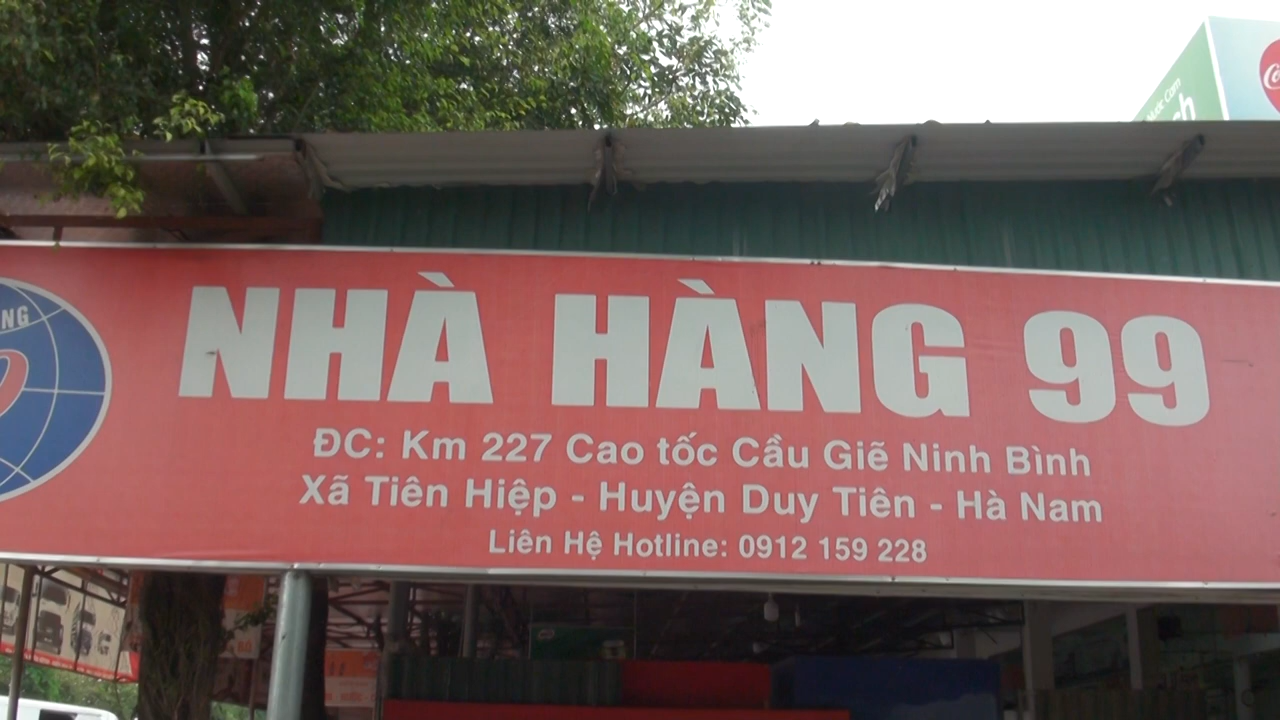 NHÀ HÀNG 99
ĐC: Km 227 Cao tốc Cầu Giẽ Ninh Bình
Xã Tiên Hiệp - Huyện Duy Tiên - Hà Nam
Liên Hệ Hotline: 0912 159 228
NG